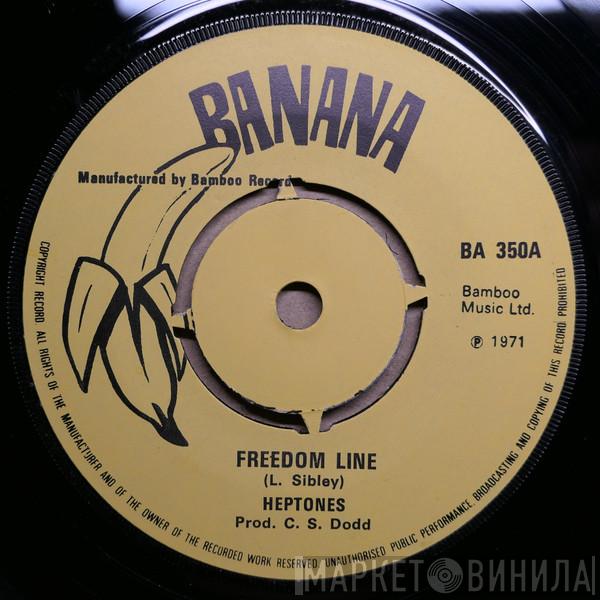 BANANA
Manufactured by Bamboo Record
BA 350A
Bamboo
Music Ltd.
℗ 1971
FREEDOM LINE
(L. Sibley)
HEPTONES
Prod. C. S. Dodd
COPYRIGHT RECORD. ALL RIGHTS OF THE MANUFACTURER AND OF THE OWNER OF THE RECORDED WORK RESERVED. UNAUTHORISED PUBLIC PERFORMANCE, BROADCASTING AND COPYING OF THIS RECORD PROHIBITED
МАРКЕТ ВИНИЛА